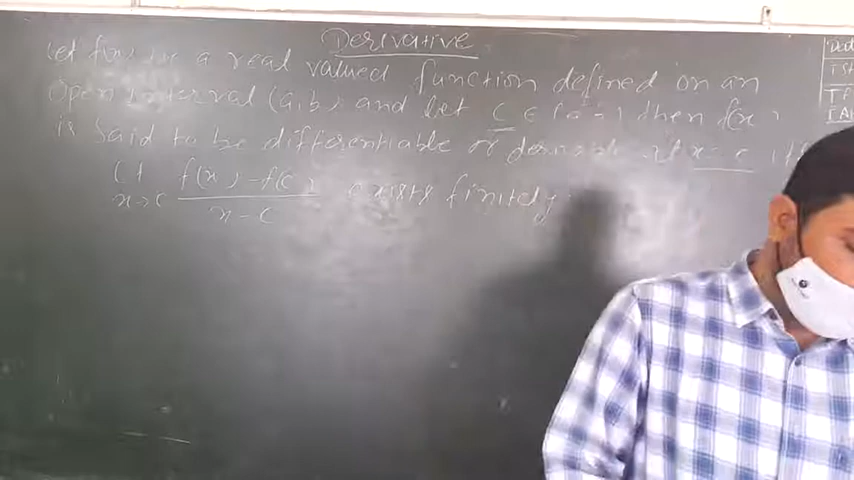 Derivative
Let f(x) be a real valued function defined on an
Open interval (a,b) and let C ∈ (a, b) then f(x)
is said to be differentiable or derivable at x = c iff
Lt x→c f(x) - f(c) / x - c exists finitely